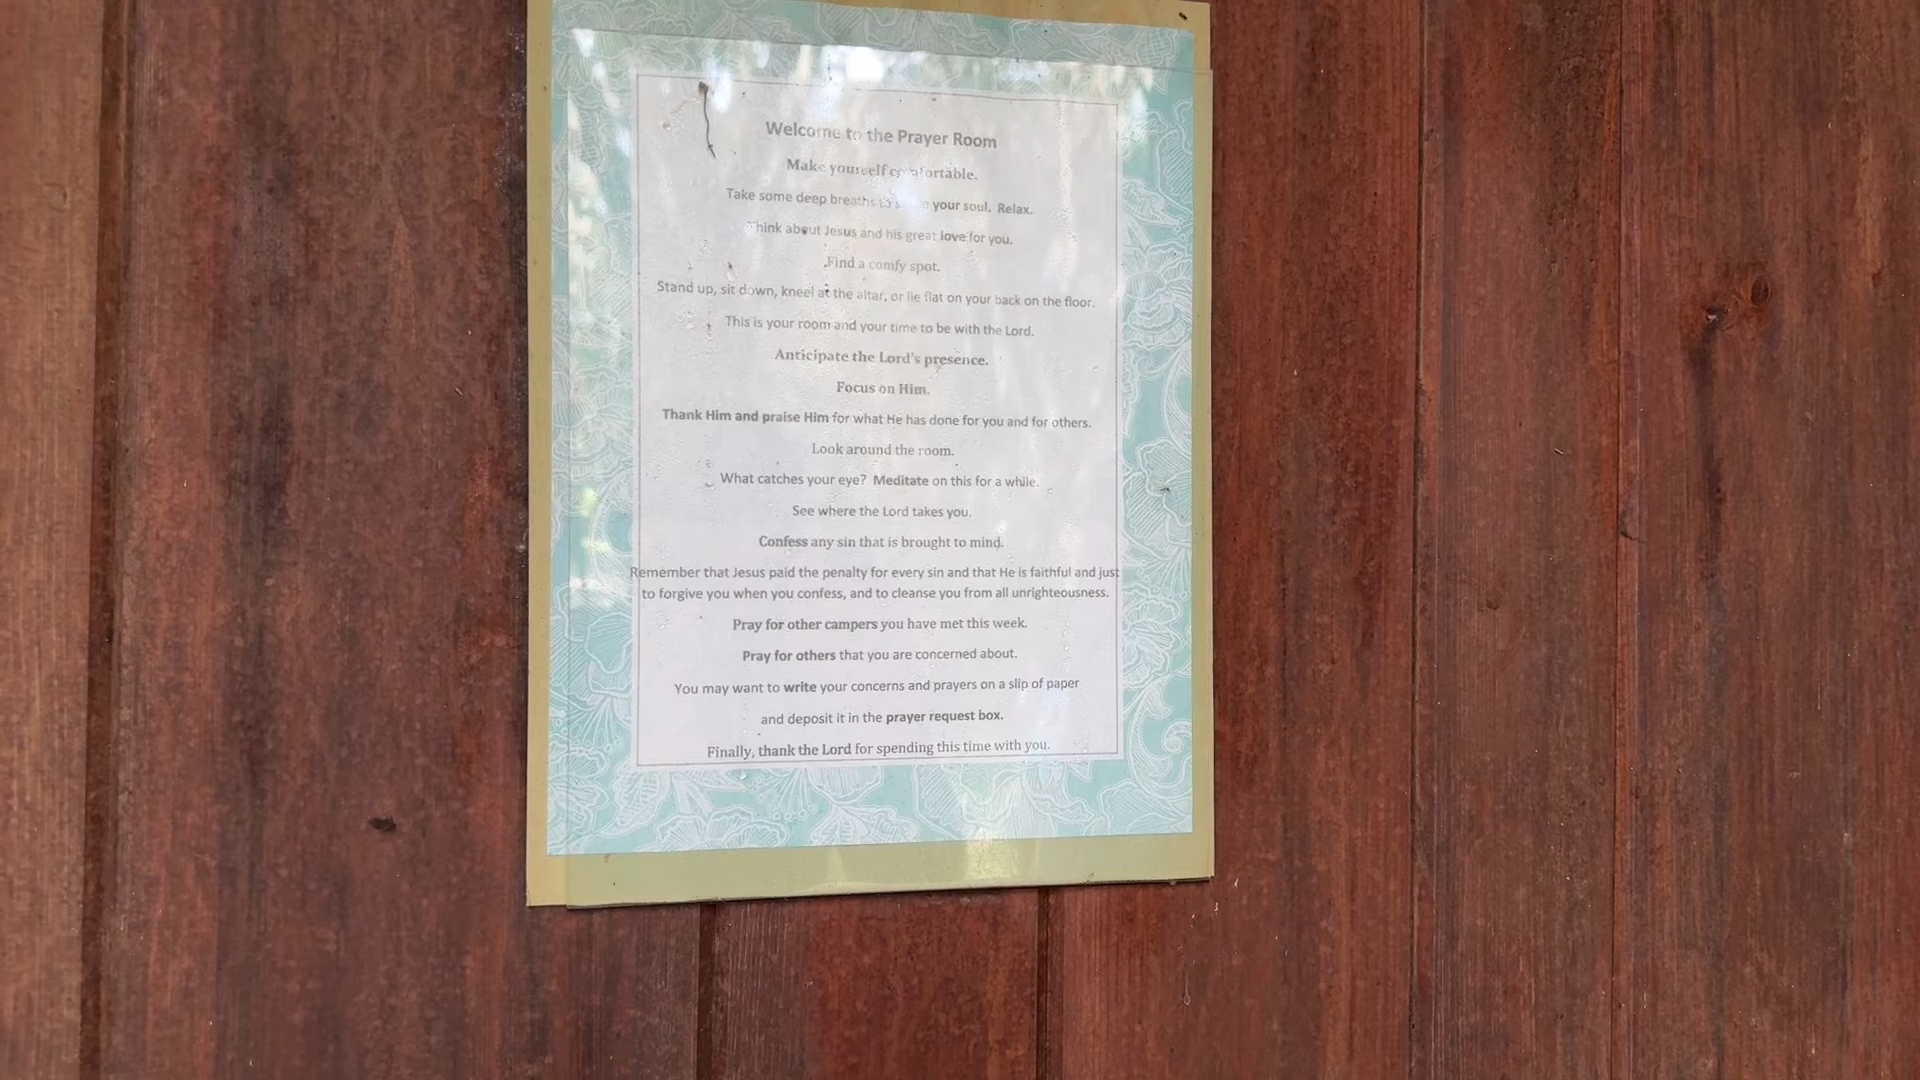 Welcome to the Prayer Room
Make yourself comfortable.
Take some deep breaths to your soul. Relax.
Think about Jesus and his great love for you.
Find a comfy spot.
Stand up, sit down, kneel at the altar, or lie flat on your back on the floor.
This is your room and your time to be with the Lord.
Anticipate the Lord's presence.
Focus on Him.
Thank Him and praise Him for what He has done for you and for others.
Look around the room.
What catches your eye? Meditate on this for a while.
See where the Lord takes you.
Confess any sin that is brought to mind.
Remember that Jesus paid the penalty for every sin and that He is faithful and just
to forgive you when you confess, and to cleanse you from all unrighteousness.
Pray for other campers you have met this week.
Pray for others that you are concerned about.
You may want to write your concerns and prayers on a slip of paper
and deposit it in the prayer request box.
Finally, thank the Lord for spending this time with you.